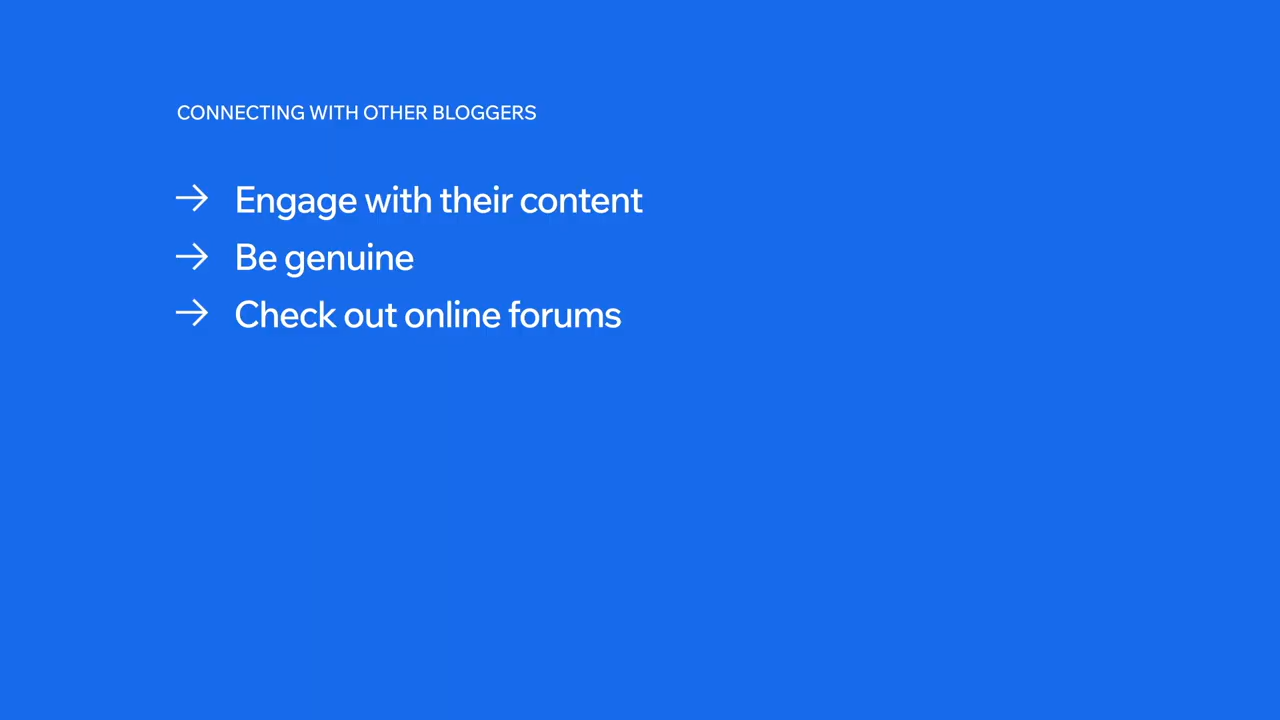 CONNECTING WITH OTHER BLOGGERS
→ Engage with their content
→ Be genuine
→ Check out online forums